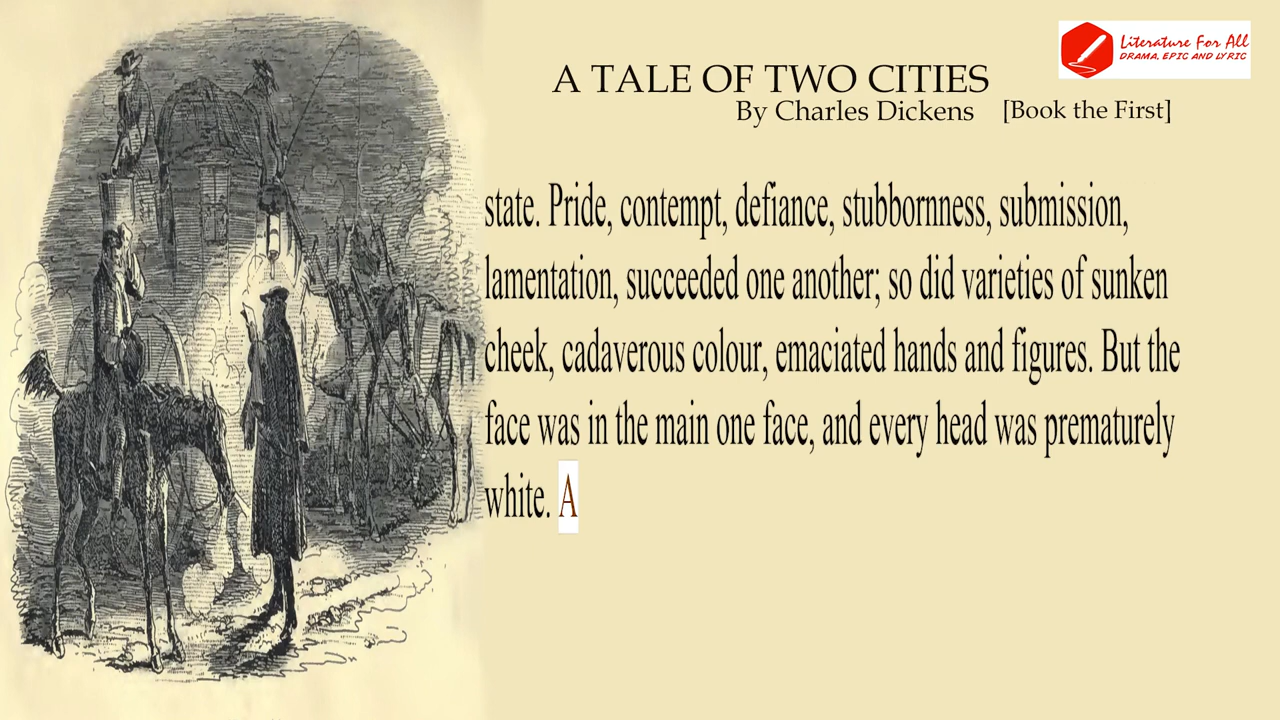 Literature For All
DRAMA, EPIC AND LYRIC
A TALE OF TWO CITIES
By Charles Dickens [Book the First]
state. Pride, contempt, defiance, stubbornness, submission,
lamentation, succeeded one another; so did varieties of sunken
cheek, cadaverous colour, emaciated hands and figures. But the
face was in the main one face, and every head was prematurely
white. A